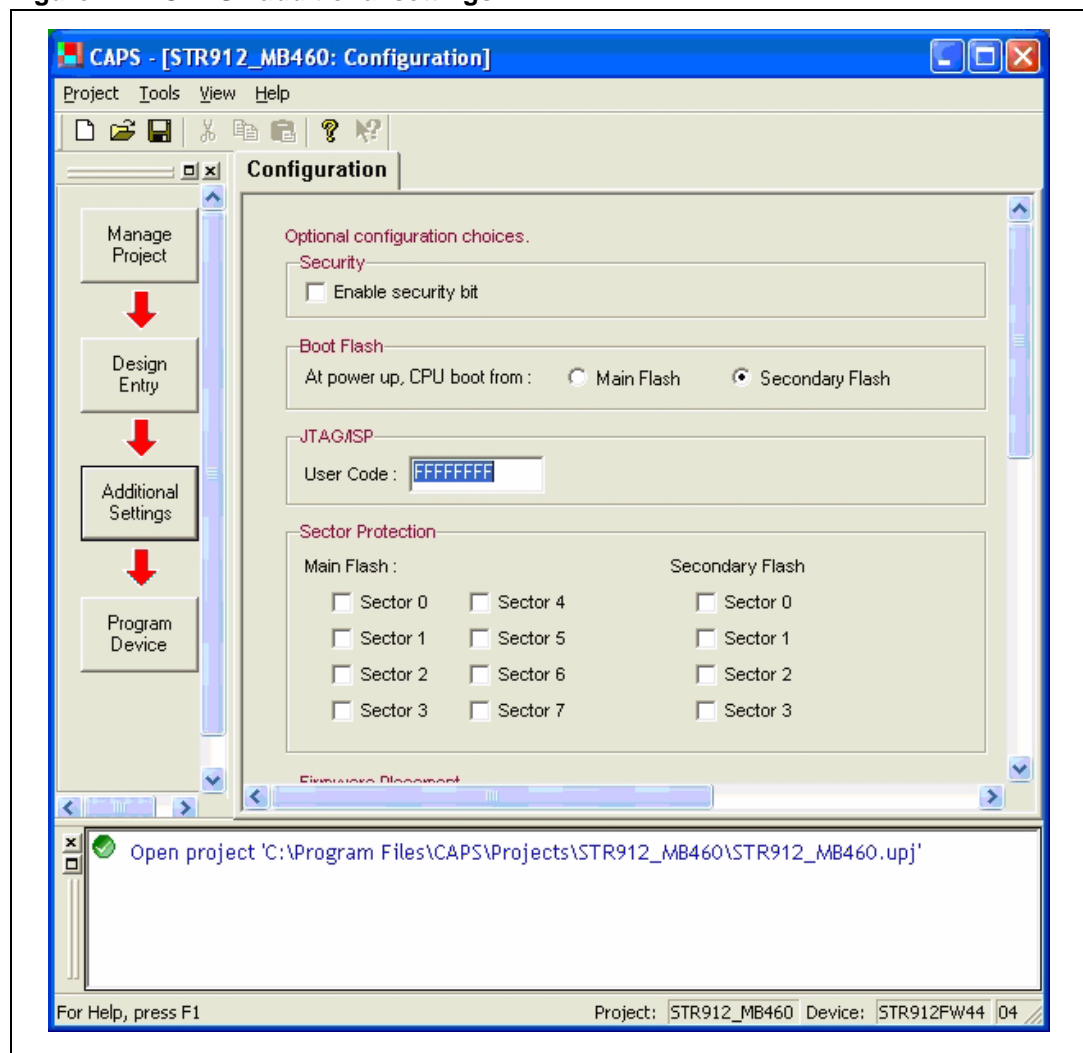 CAPS - [STR912_MB460: Configuration]
Project Tools View Help
Configuration
Manage
Project
Design
Entry
Additional
Settings
Program
Device
Optional configuration choices.
Security
Enable security bit
Boot Flash
At power up, CPU boot from : Main Flash Secondary Flash
JTAG/ISP
User Code : FFFFFFFF
Sector Protection
Main Flash : Secondary Flash
Sector 0 Sector 4 Sector 0
Sector 1 Sector 5 Sector 1
Sector 2 Sector 6 Sector 2
Sector 3 Sector 7 Sector 3
Firmware Placement
Open project 'C:\Program Files\CAPS\Projects\STR912_MB460\STR912_MB460.upj'
For Help, press F1 Project: STR912_MB460 Device: STR912FW44 04